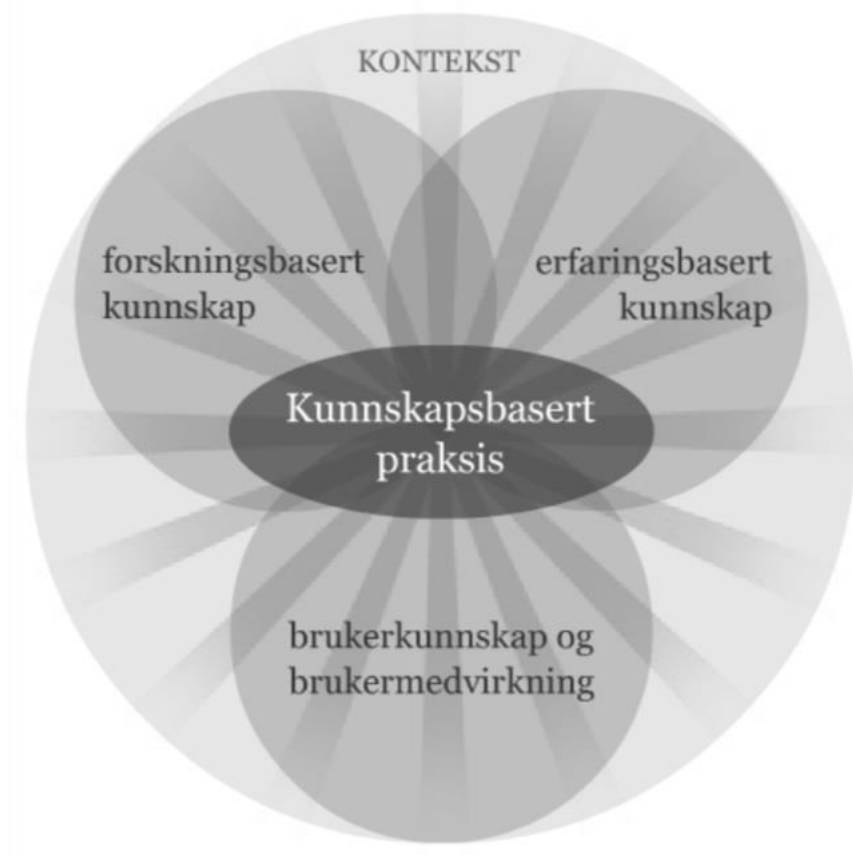 KONTEKST
forskningsbasert
kunnskap
erfaringsbasert
kunnskap
Kunnskapsbasert
praksis
brukerkunnskap og
brukermedvirkning